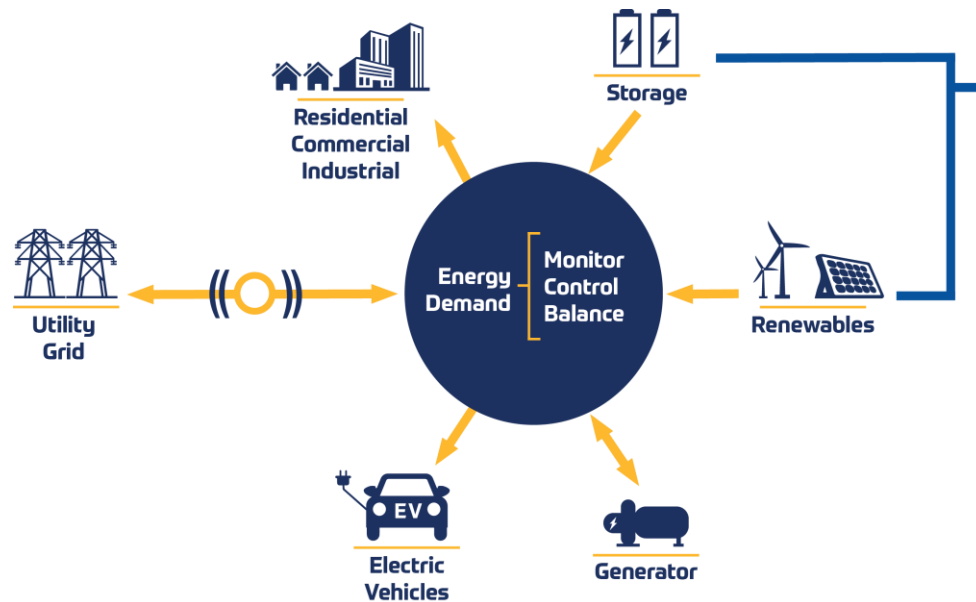 Storage
Residential
Commercial
Industrial
Energy
Demand
Monitor
Control
Balance
Utility
Grid
Renewables
EV
Electric
Vehicles
Generator